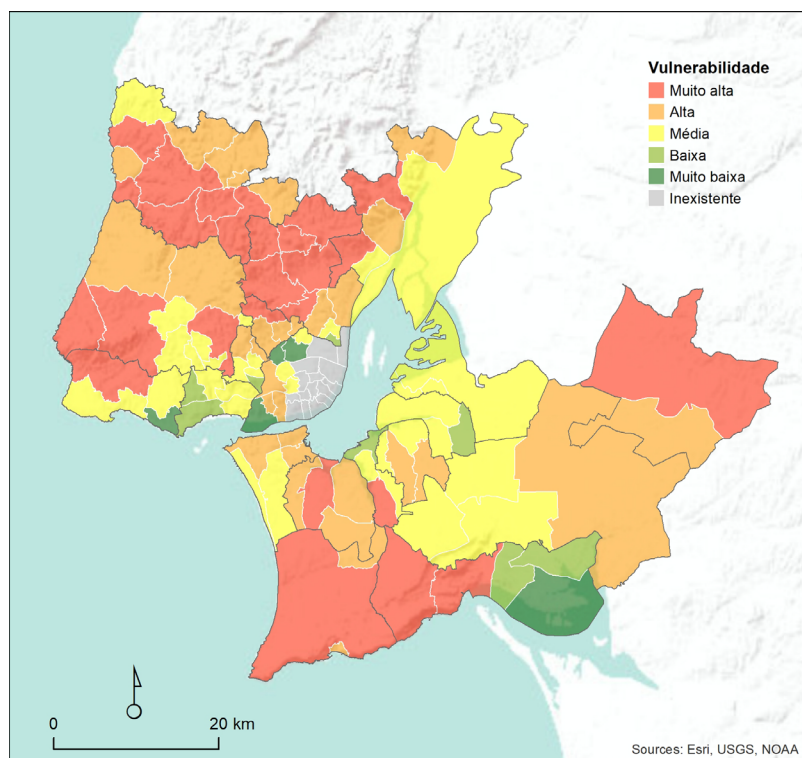 Vulnerabilidade
Muito alta
Alta
Média
Baixa
Muito baixa
Inexistente
0 20 km
Sources: Esri, USGS, NOAA